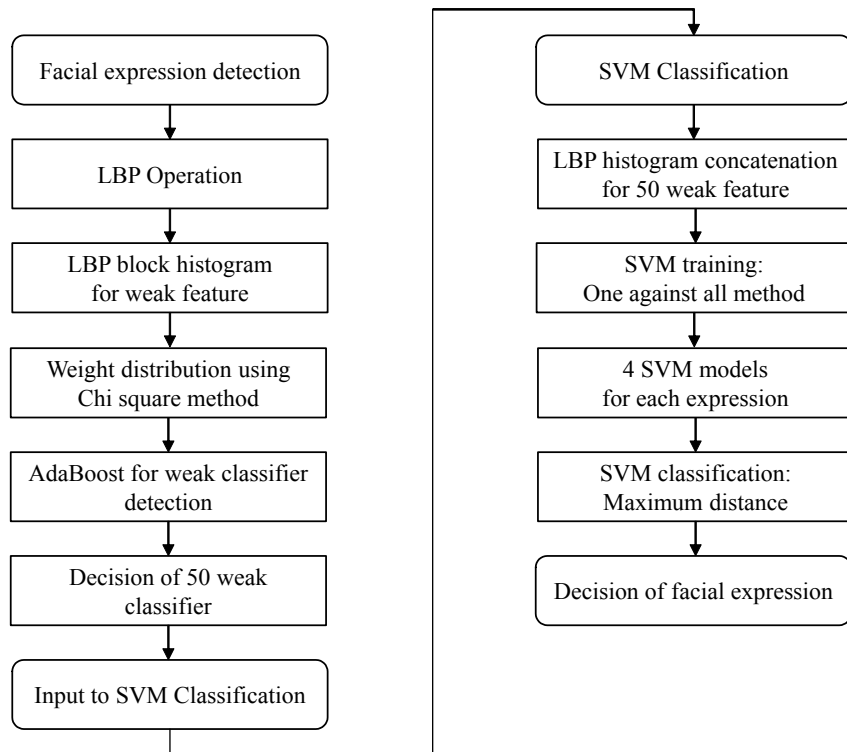 Facial expression detection
LBP Operation
LBP block histogram
for weak feature
Weight distribution using
Chi square method
AdaBoost for weak classifier
detection
Decision of 50 weak
classifier
Input to SVM Classification
SVM Classification
LBP histogram concatenation
for 50 weak feature
SVM training:
One against all method
4 SVM models
for each expression
SVM classification:
Maximum distance
Decision of facial expression